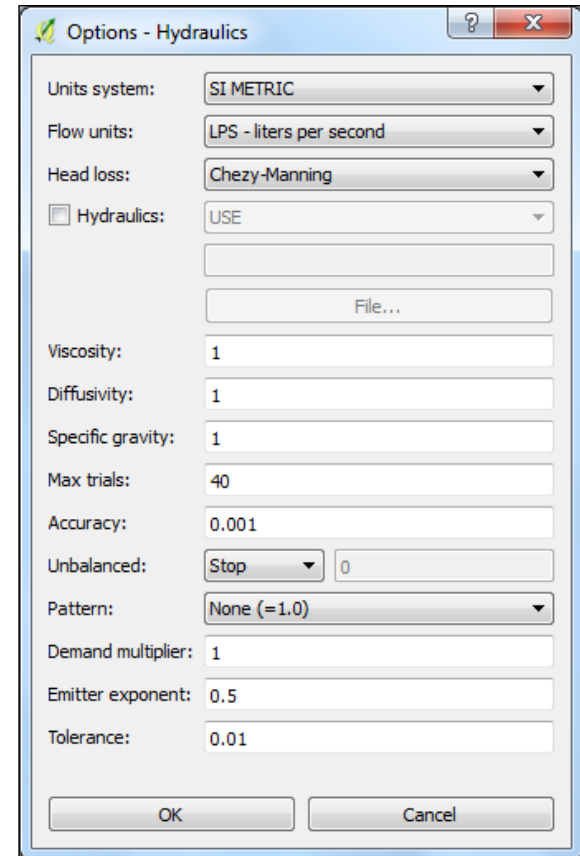 Options - Hydraulics
Units system: SI METRIC
Flow units: LPS - liters per second
Head loss: Chezy-Manning
Hydraulics: USE
File...
Viscosity: 1
Diffusivity: 1
Specific gravity: 1
Max trials: 40
Accuracy: 0.001
Unbalanced: Stop 0
Pattern: None (=1.0)
Demand multiplier: 1
Emitter exponent: 0.5
Tolerance: 0.01
OK Cancel